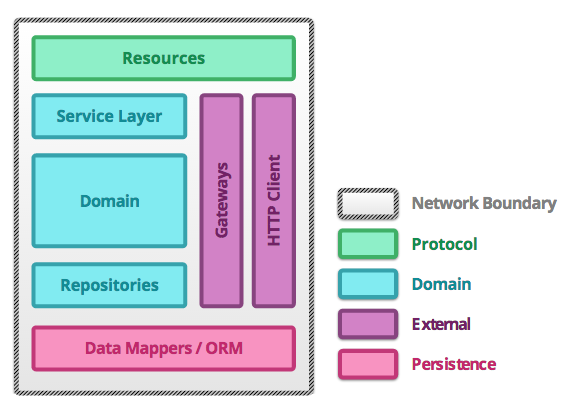 Resources
Service Layer
Domain
Repositories
Gateways
HTTP Client
Data Mappers / ORM
Network Boundary
Protocol
Domain
External
Persistence